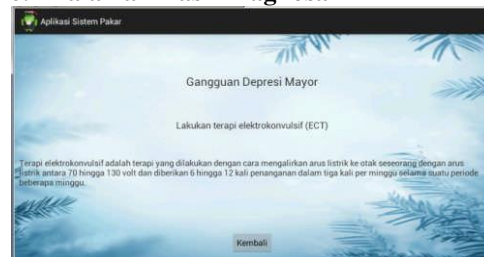 Aplikasi Sistem Pakar
Gangguan Depresi Mayor
Lakukan terapi elektrokonvulsif (ECT)
Terapi elektrokonvulsif adalah terapi yang dilakukan dengan cara mengalirkan arus listrik ke otak seseorang dengan arus
listrik antara 70 hingga 130 volt dan diberikan 6 hingga 12 kali penanganan dalam tiga kali per minggu selama suatu periode
beberapa minggu.
Kembali